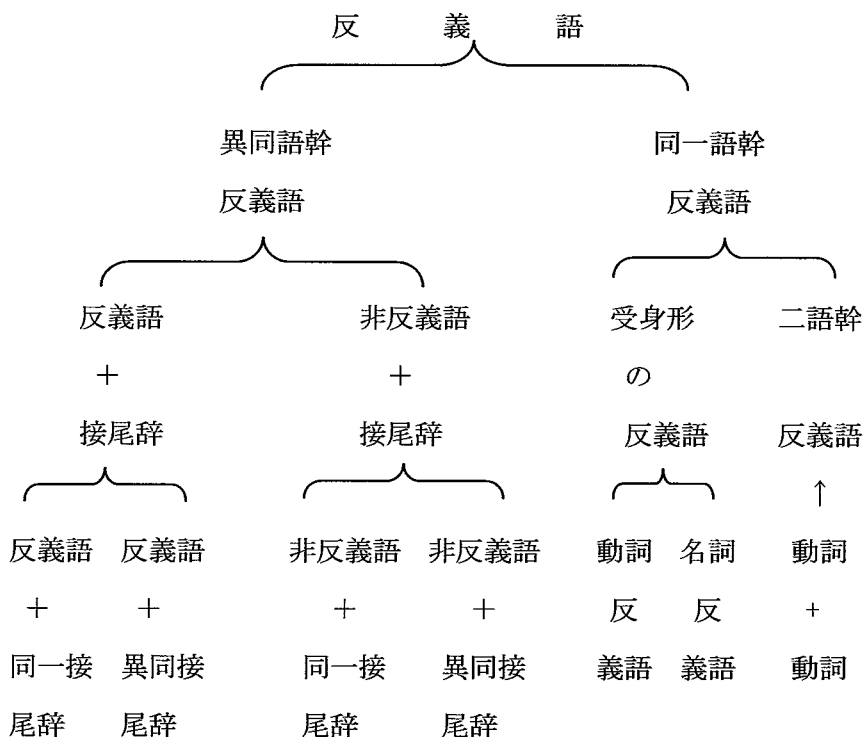 反 義 語
異同語幹 同一語幹
反義語 反義語
反義語 非反義語 受身形 二語幹
＋ ＋ の
接尾辞 接尾辞 反義語 反義語
↑
反義語 反義語 非反義語 非反義語 動詞 名詞 動詞
＋ ＋ ＋ ＋ 反 反 +
同一接 異同接 同一接 異同接 義語 義語 動詞
尾辞 尾辞 尾辞 尾辞